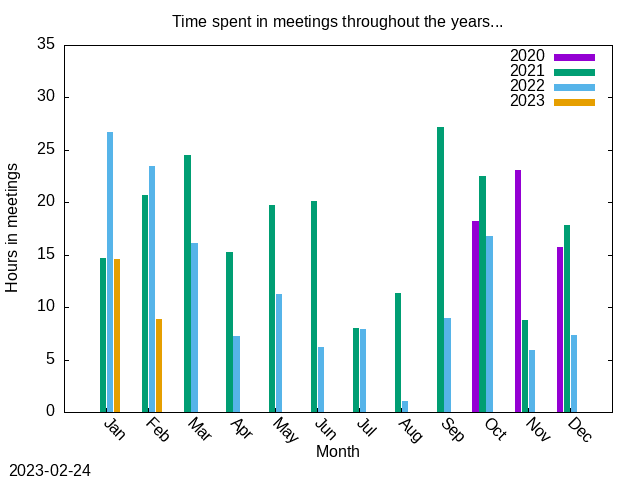 Time spent in meetings throughout the years...
35
30
25
20
15
10
5
0
Hours in meetings
2020
2021
2022
2023
Jan
Feb
Mar
Apr
May
Jun
Jul
Aug
Sep
Oct
Nov
Dec
Month
2023-02-24